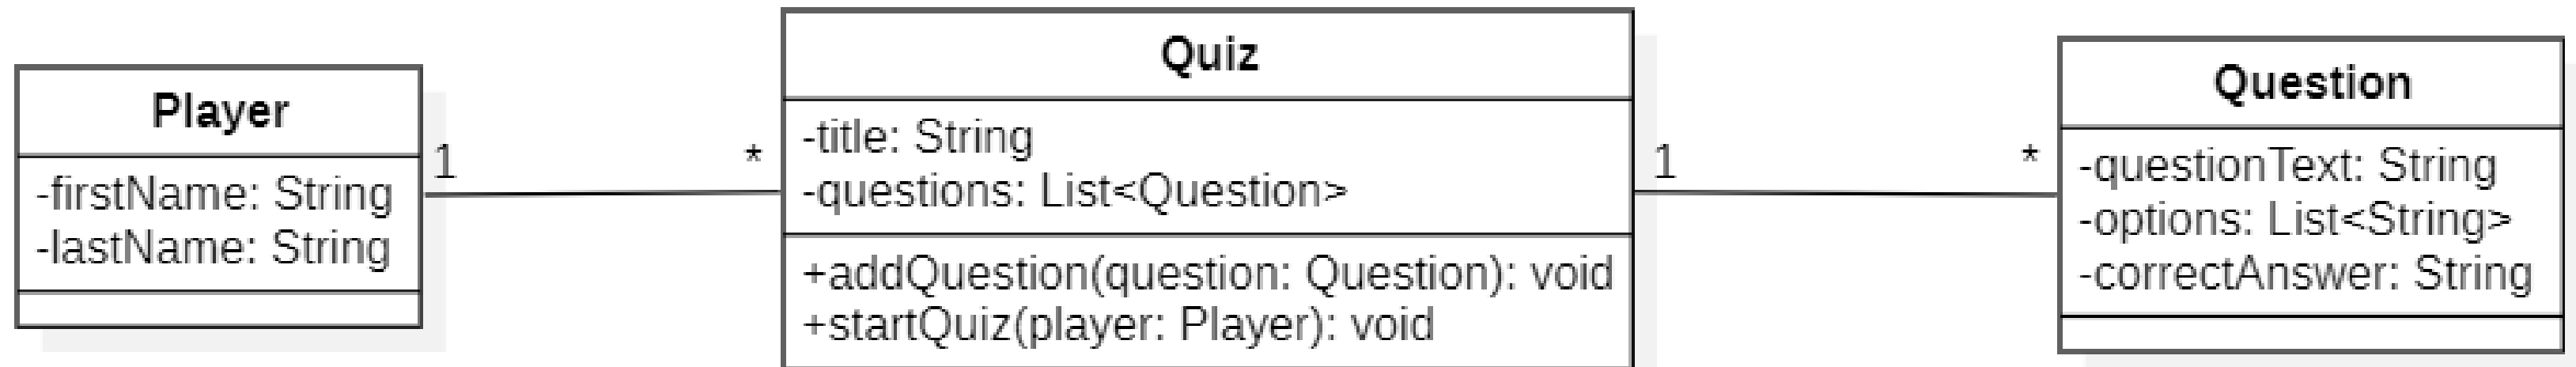 Player
-firstName: String
-lastName: String
1
*
Quiz
-title: String
-questions: List<Question>
+addQuestion(question: Question): void
+startQuiz(player: Player): void
1
*
Question
-questionText: String
-options: List<String>
-correctAnswer: String